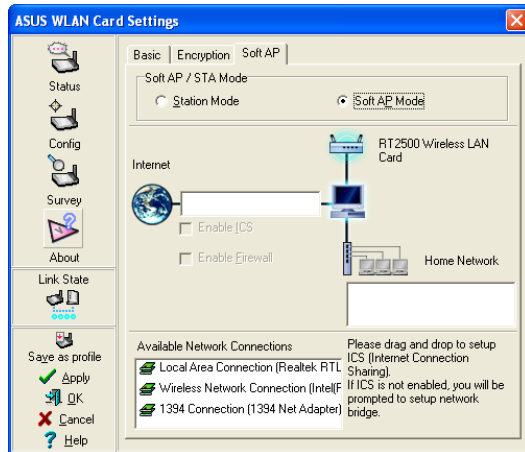 ASUS WLAN Card Settings
Status
Config
Survey
About
Link State
Save as profile
Apply
OK
Cancel
Help
Basic
Encryption
Soft AP
Soft AP / STA Mode
Station Mode
Soft AP Mode
Internet
RT2500 Wireless LAN
Card
Enable ICS
Enable Firewall
Home Network
Available Network Connections
Local Area Connection (Realtek RTL
Wireless Network Connection (Intel(F
1394 Connection (1394 Net Adapter)
Please drag and drop to setup
ICS (Internet Connection
Sharing).
If ICS is not enabled, you will be
prompted to setup network
bridge.